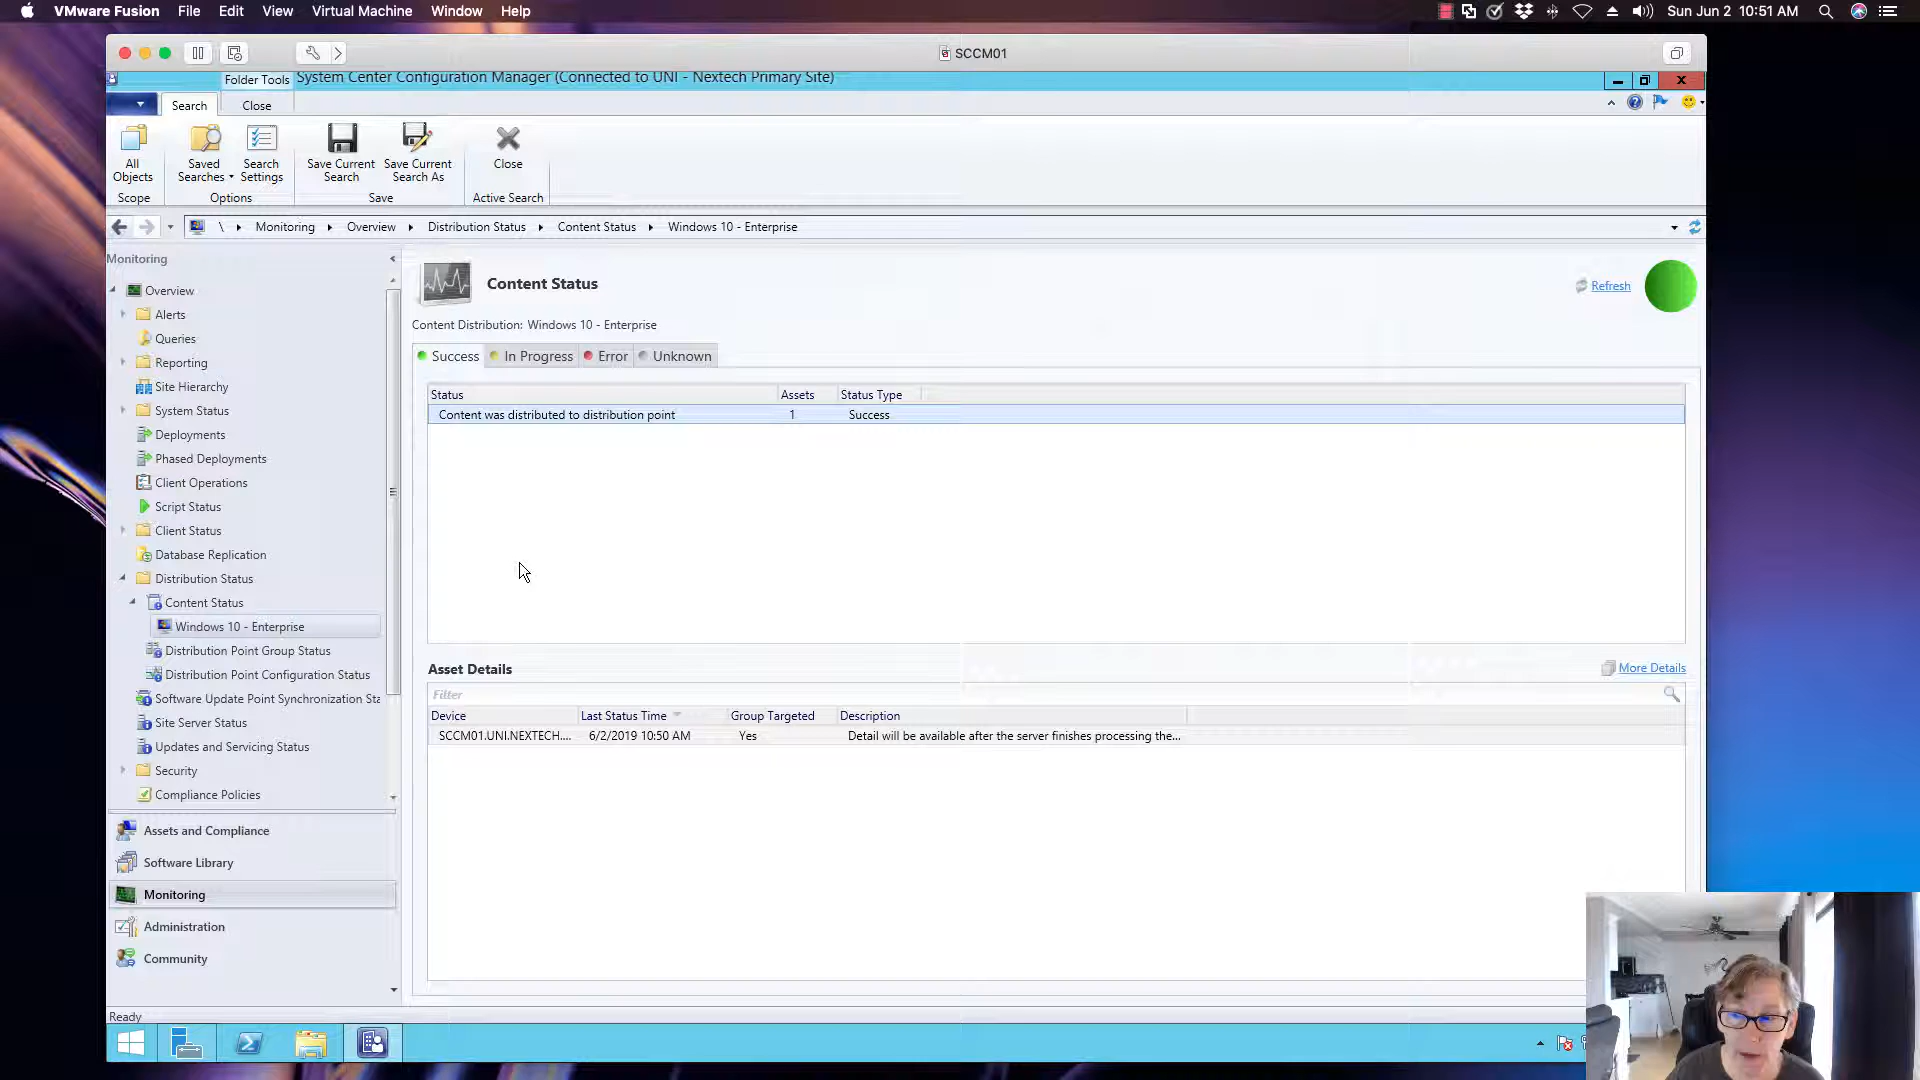 VMware Fusion File Edit View Virtual Machine Window Help Sun Jun 2 10:51 AM
SCCM01
Folder Tools System Center Configuration Manager (Connected to UNI - Nextech Primary Site)
Search Close
All Objects
Saved Searches
Search Settings
Save Current Search
Save Current Search As
Close
Scope Options Save Active Search
\ Monitoring Overview Distribution Status Content Status Windows 10 - Enterprise
Monitoring
Overview
Alerts
Queries
Reporting
Site Hierarchy
System Status
Deployments
Phased Deployments
Client Operations
Script Status
Client Status
Database Replication
Distribution Status
Content Status
Windows 10 - Enterprise
Distribution Point Group Status
Distribution Point Configuration Status
Software Update Point Synchronization Sta
Site Server Status
Updates and Servicing Status
Security
Compliance Policies
Assets and Compliance
Software Library
Monitoring
Administration
Community
Ready
Content Status
Refresh
Content Distribution: Windows 10 - Enterprise
Success In Progress Error Unknown
Status Assets Status Type
Content was distributed to distribution point 1 Success
Asset Details More Details
Filter
Device Last Status Time Group Targeted Description
SCCM01.UNI.NEXTECH.... 6/2/2019 10:50 AM Yes Detail will be available after the server finishes processing the...